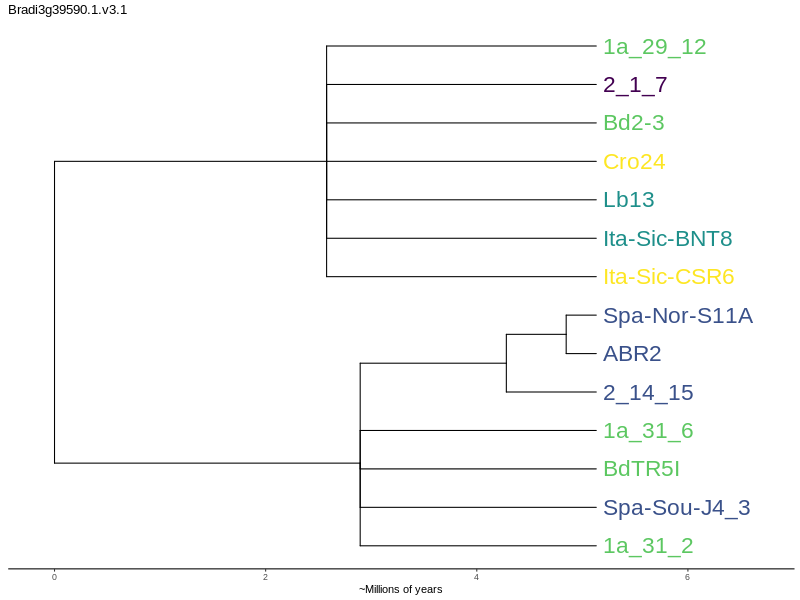 Bradi3g39590.1.v3.1
1a_29_12
2_1_7
Bd2-3
Cro24
Lb13
Ita-Sic-BNT8
Ita-Sic-CSR6
Spa-Nor-S11A
ABR2
2_14_15
1a_31_6
BdTR5I
Spa-Sou-J4_3
1a_31_2
0 2 4 6
~Millions of years